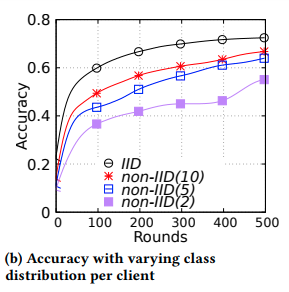 0.8
0.6
0.4
0.2
0
Accuracy
IID
non-IID(10)
non-IID(5)
non-IID(2)
0 100 200 300 400 500
Rounds
(b) Accuracy with varying class
distribution per client